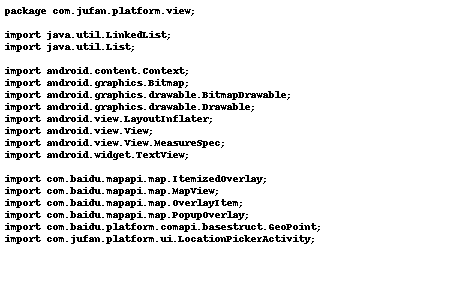 package com.jufan.platform.view;
import java.util.LinkedList;
import java.util.List;
import android.content.Context;
import android.graphics.Bitmap;
import android.graphics.drawable.BitmapDrawable;
import android.graphics.drawable.Drawable;
import android.view.LayoutInflater;
import android.view.View;
import android.view.View.MeasureSpec;
import android.widget.TextView;
import com.baidu.mapapi.map.ItemizedOverlay;
import com.baidu.mapapi.map.MapView;
import com.baidu.mapapi.map.OverlayItem;
import com.baidu.mapapi.map.PopupOverlay;
import com.baidu.platform.comapi.basestruct.GeoPoint;
import com.jufan.platform.ui.LocationPickerActivity;